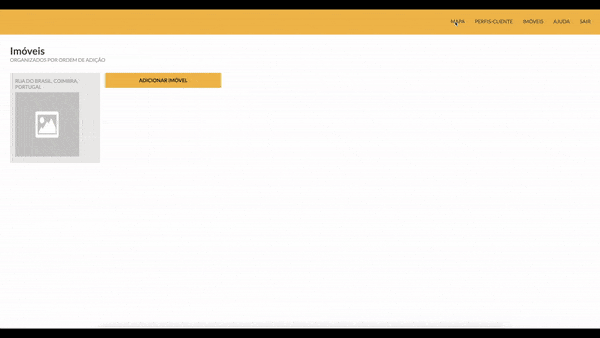 MAPA PERFIS-CLIENTE IMÓVEIS AJUDA SAIR
Imóveis
ORGANIZADOS POR ORDEM DE ADIÇÃO
RUA DO BRASIL, COIMBRA,
PORTUGAL
ADICIONAR IMÓVEL